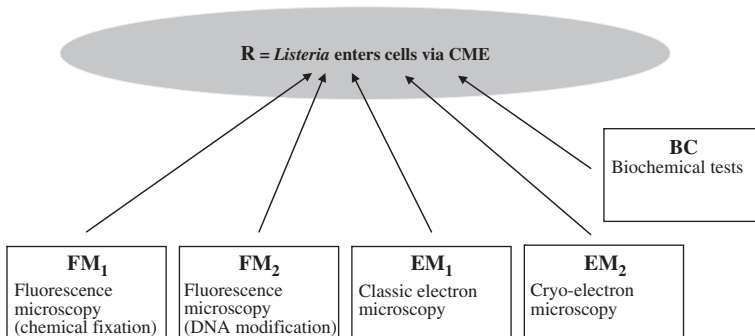 R = Listeria enters cells via CME
BC
Biochemical tests
FM₁
Fluorescence
microscopy
(chemical fixation)
FM₂
Fluorescence
microscopy
(DNA modification)
EM₁
Classic electron
microscopy
EM₂
Cryo-electron
microscopy